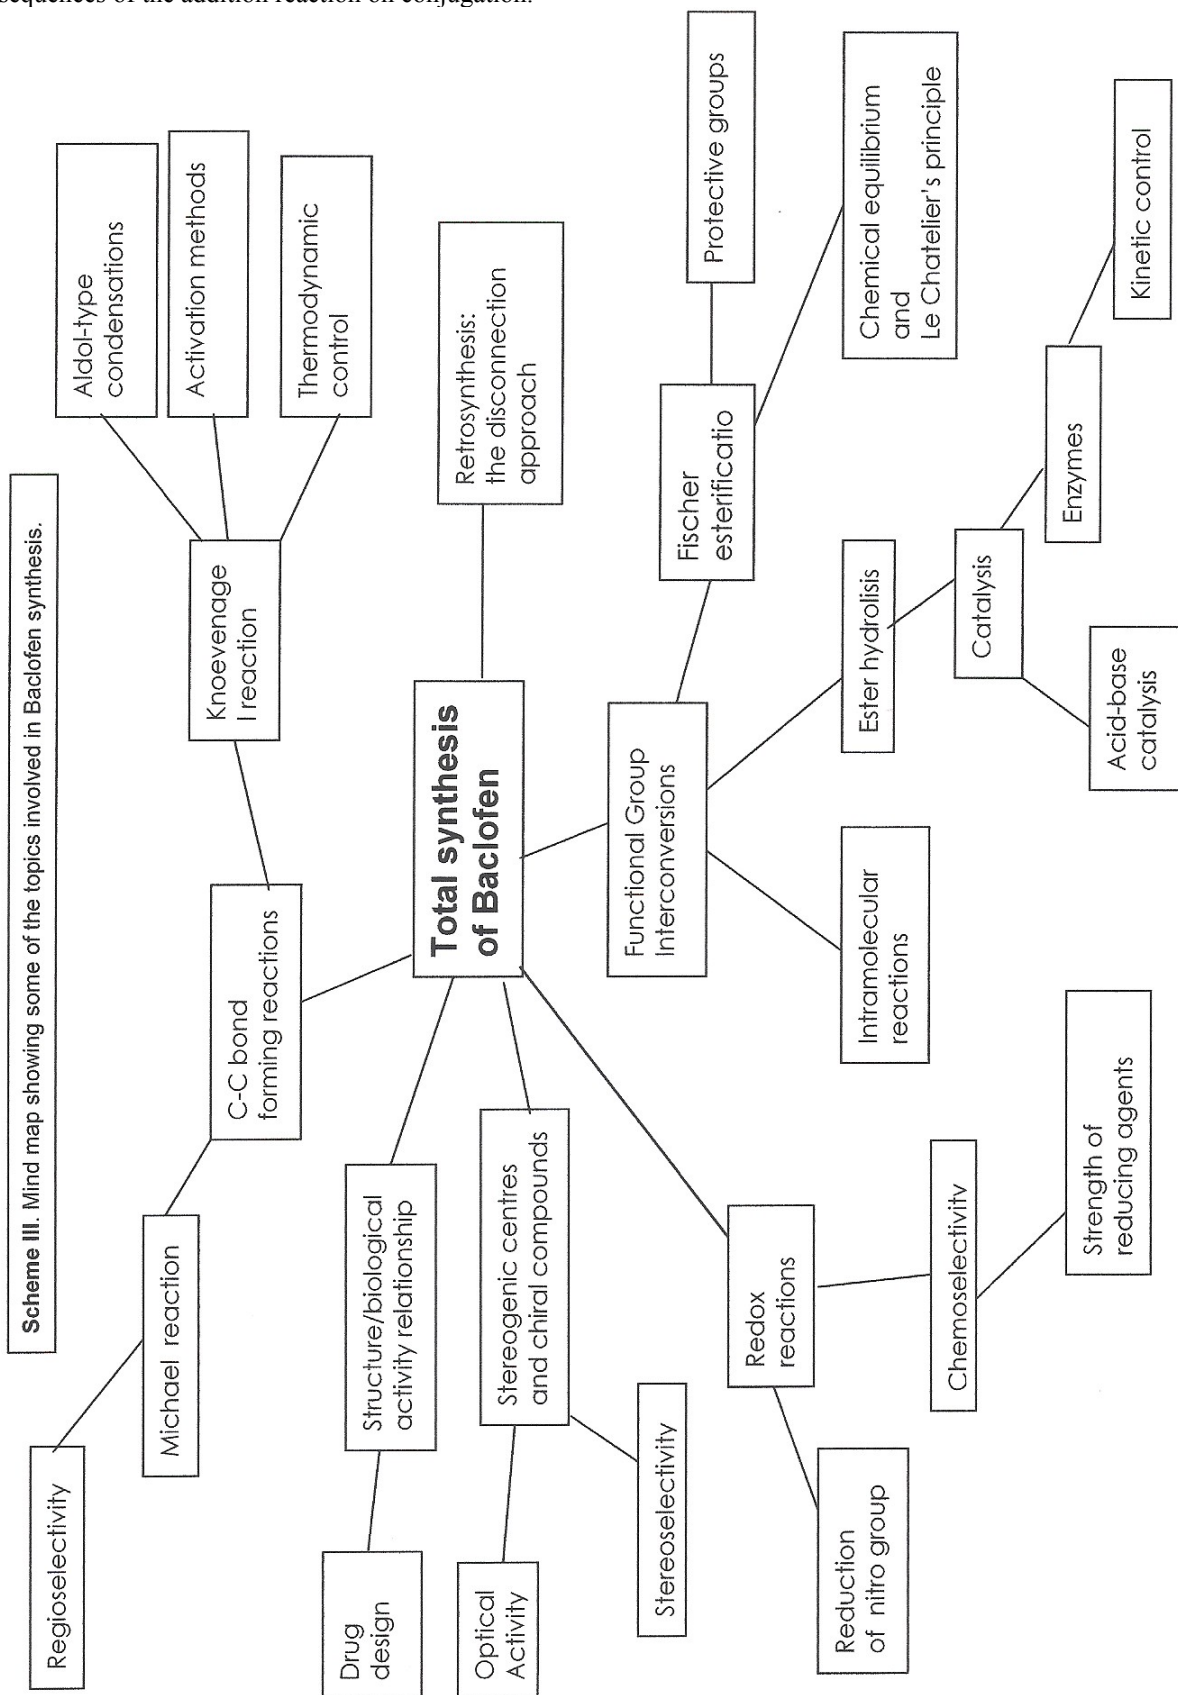 sequences of the addition reaction on conjugation.
Scheme III. Mind map showing some of the topics involved in Baclofen synthesis.
Regioselectivity
Michael reaction
C-C bond
forming reactions
Knoevenage
l reaction
Aldol-type
condensations
Activation methods
Thermodynamic
control
Drug
design
Structure/biological
activity relationship
Total synthesis
of Baclofen
Retrosynthesis:
the disconnection
approach
Optical
Activity
Stereogenic centres
and chiral compounds
Stereoselectivity
Functional Group
Interconversions
Fischer
esterificatio
Protective groups
Redox
reactions
Reduction
of nitro group
Chemoselectivity
Strength of
reducing agents
Intramolecular
reactions
Ester hydrolisis
Chemical equilibrium
and
Le Chatelier's principle
Catalysis
Enzymes
Kinetic control
Acid-base
catalysis